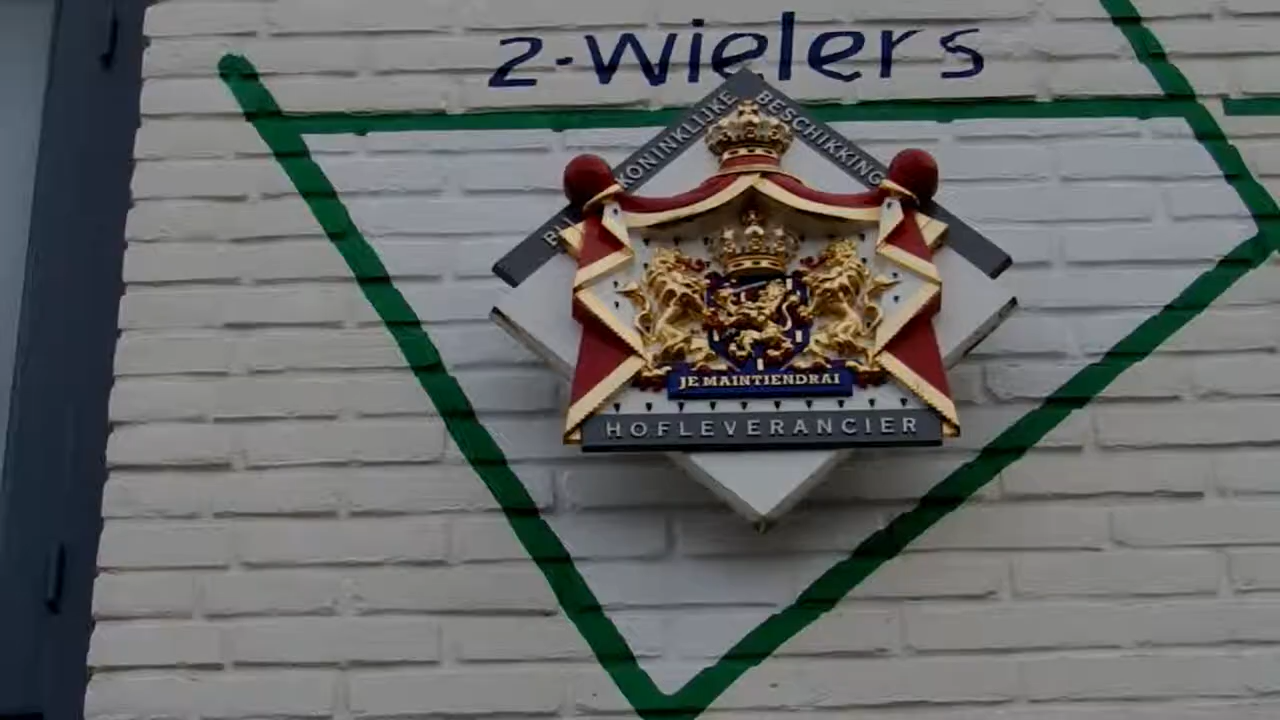 2-wielers
BIJ KONINKLIJKE BESCHIKKING
JE MAINTIENDRAI
HOFLEVERANCIER